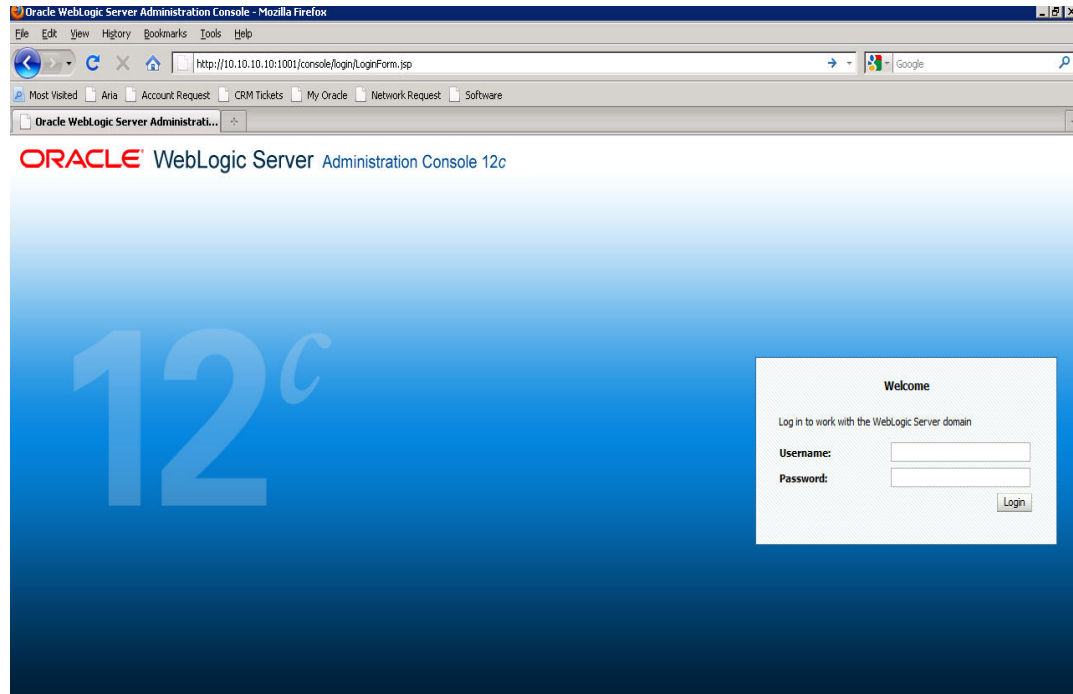 Oracle WebLogic Server Administration Console - Mozilla Firefox
File Edit View History Bookmarks Tools Help
http://10.10.10.10:1001/console/login/LoginForm.jsp
Google
Most Visited Aria Account Request CRM Tickets My Oracle Network Request Software
Oracle WebLogic Server Administrati...
ORACLE® WebLogic Server Administration Console 12c
12c
Welcome
Log in to work with the WebLogic Server domain
Username:
Password:
Login